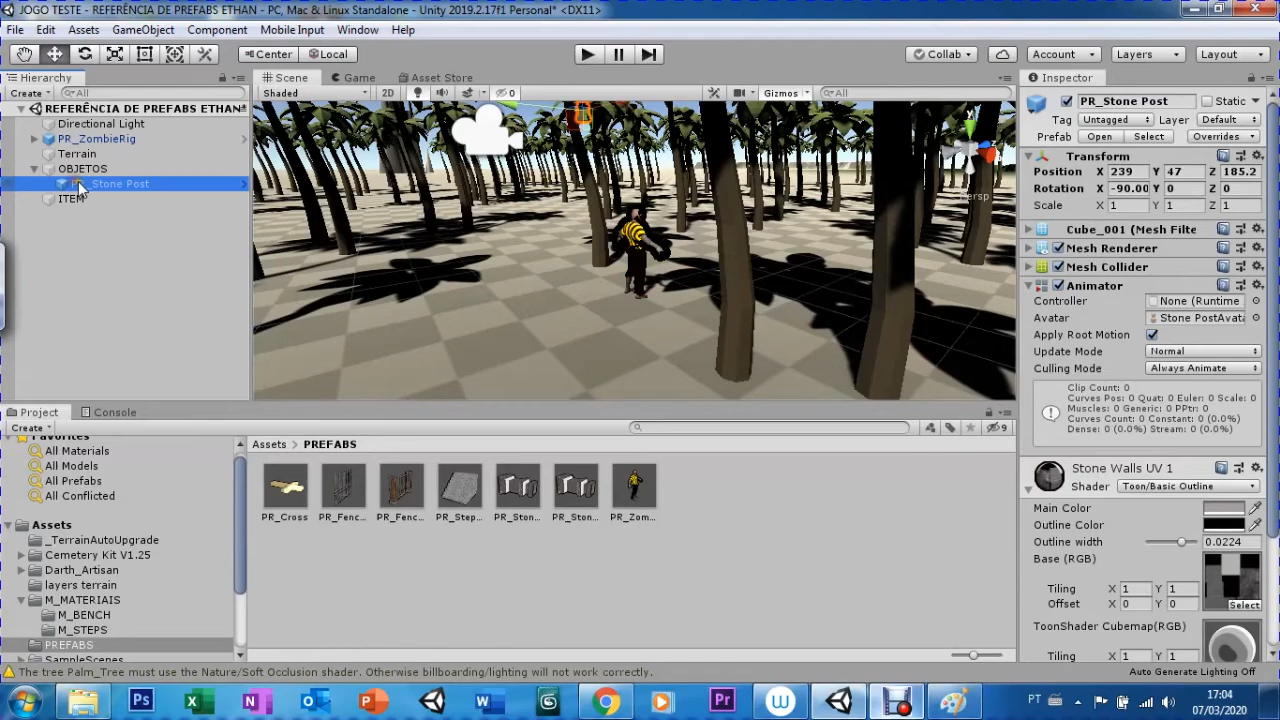 JOGO TESTE - REFERÊNCIA DE PREFABS ETHAN - PC, Mac & Linux Standalone - Unity 2019.2.17f1 Personal* <DX11>
File Edit Assets GameObject Component Mobile Input Window Help
Center Local Collab Account Layers Layout
Hierarchy Scene Game Asset Store Inspector
Create All Shaded 2D 0 Gizmos All
REFERÊNCIA DE PREFABS ETHAN*
Directional Light
PR_ZombieRig
Terrain
OBJETOS
Stone Post
ITEM
Persp
PR_Stone Post Static
Tag Untagged Layer Default
Prefab Open Select Overrides
Transform
Position X 239 Y 47 Z 185.2
Rotation X -90.00 Y 0 Z 0
Scale X 1 Y 1 Z 1
Cube_001 (Mesh Filte
Mesh Renderer
Mesh Collider
Animator
Controller None (Runtime
Avatar Stone PostAvata
Apply Root Motion
Update Mode Normal
Culling Mode Always Animate
Clip Count: 0
Curves Pos: 0 Quat: 0 Euler: 0 Scale: 0
Muscles: 0 Generic: 0 PPtr: 0
Curves Count: 0 Constant: 0 (0.0%)
Dense: 0 (0.0%) Stream: 0 (0.0%)
Stone Walls UV 1
Shader Toon/Basic Outline
Main Color
Outline Color
Outline width 0.0224
Base (RGB)
Tiling X 1 Y 1
Offset X 0 Y 0
Select
ToonShader Cubemap(RGB)
Tiling X 1 Y 1
Project Console
Create 9
Favorites
All Materials
All Models
All Prefabs
All Conflicted
Assets
_TerrainAutoUpgrade
Cemetery Kit V1.25
Darth_Artisan
layers terrain
M_MATERIAIS
M_BENCH
M_STEPS
PREFABS
SampleScenes
Assets PREFABS
PR_Cross PR_Fenc... PR_Fenc... PR_Step... PR_Ston... PR_Ston... PR_Zom...
The tree Palm_Tree must use the Nature/Soft Occlusion shader. Otherwise billboarding/lighting will not work correctly.
Auto Generate Lighting Off
Ps X N O P W Pr W
PT 17:04
07/03/2020